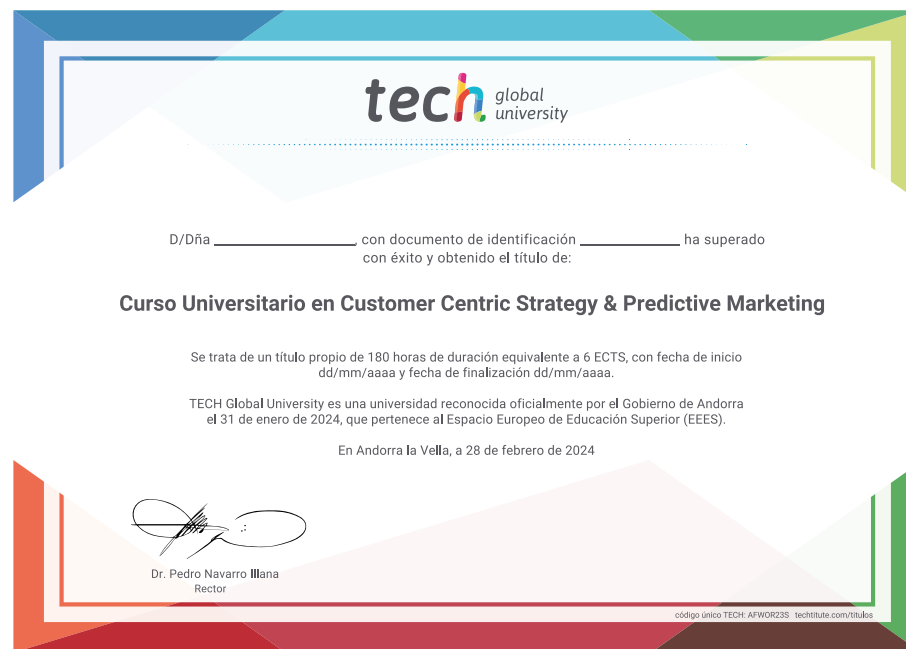 tech global university
D/Dña ______________, con documento de identificación __________ ha superado
con éxito y obtenido el título de:
Curso Universitario en Customer Centric Strategy & Predictive Marketing
Se trata de un título propio de 180 horas de duración equivalente a 6 ECTS, con fecha de inicio
dd/mm/aaaa y fecha de finalización dd/mm/aaaa.
TECH Global University es una universidad reconocida oficialmente por el Gobierno de Andorra
el 31 de enero de 2024, que pertenece al Espacio Europeo de Educación Superior (EEES).
En Andorra la Vella, a 28 de febrero de 2024
Dr. Pedro Navarro Illana
Rector
código único TECH: AFWOR23S techtitute.com/titulos